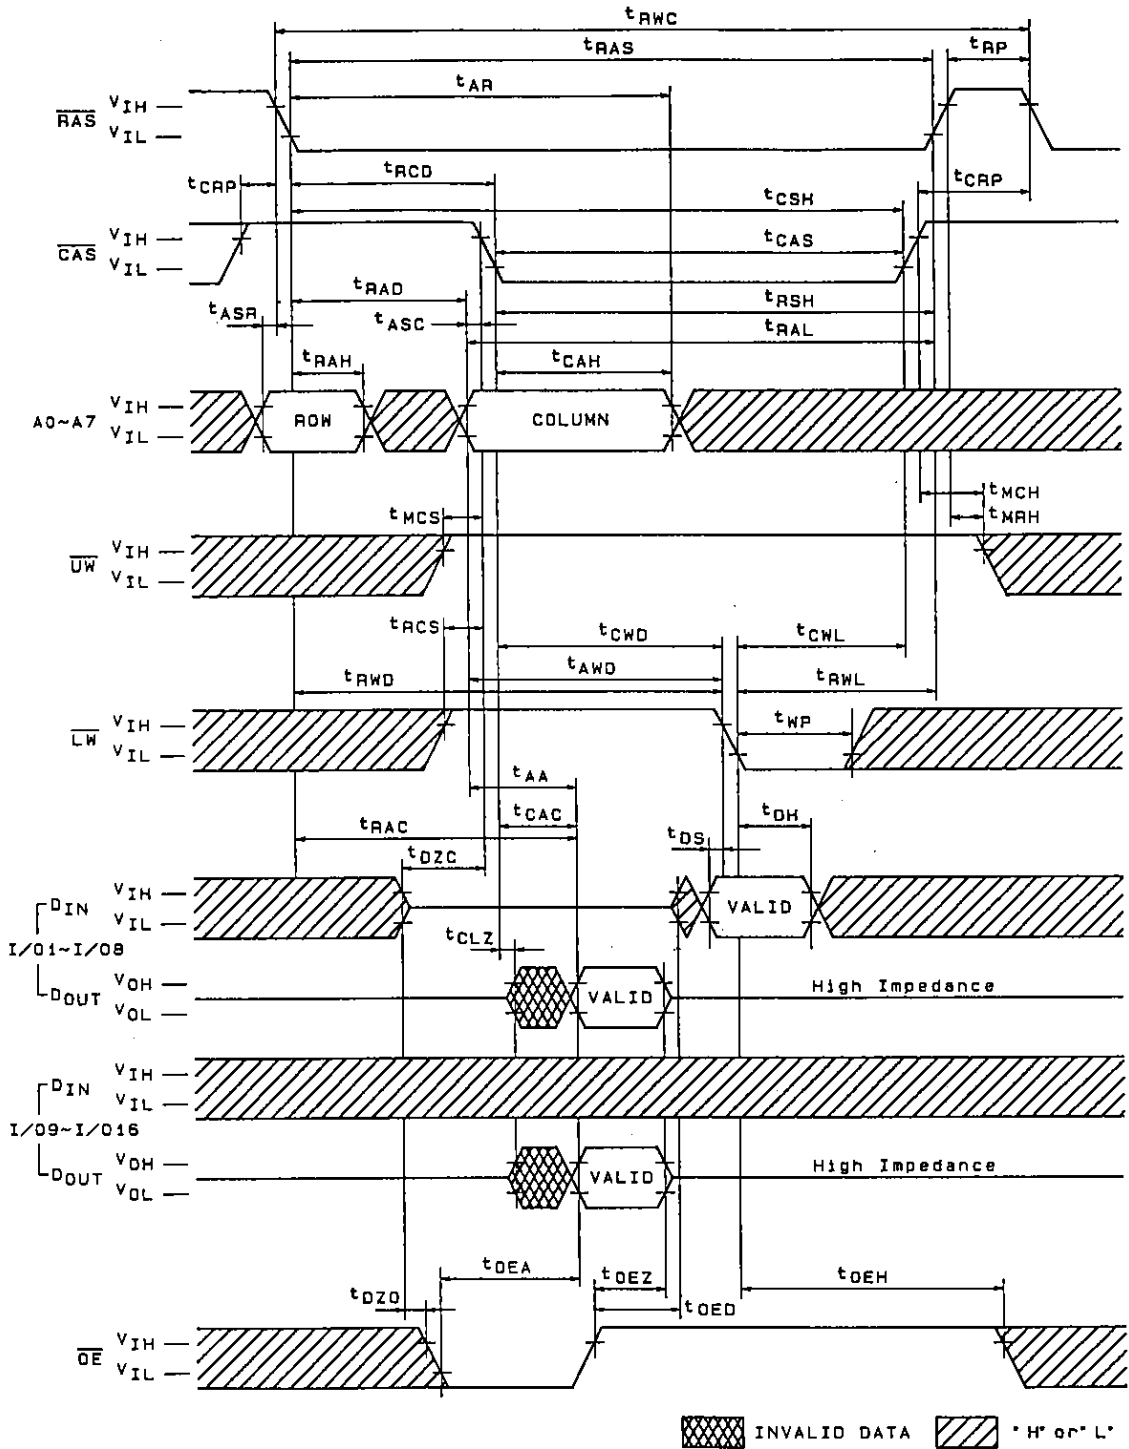 tRWC
tRAS
tRP
tAR
RAS VIH
VIL
tCRP
tRCD
tCRP
tCSH
CAS VIH
VIL
tCAS
tRAD
tRSH
tASR
tASC
tRAL
tRAH
tCAH
A0~A7 VIH
VIL
ROW
COLUMN
tMCS
tMCH
tMRH
UW VIH
VIL
tRCS
tCWD
tCWL
tAWD
tRWD
tRWL
LW VIH
VIL
tWP
tAA
tCAC
tDH
tRAC
tDZC
tDS
DIN VIH
VIL
VALID
I/O1~I/O8
tCLZ
DOUT VOH
VOL
VALID
High Impedance
DIN VIH
VIL
I/O9~I/O16
DOUT VOH
VOL
VALID
High Impedance
tOEA
tOEZ
tOEH
tDZO
tOED
OE VIH
VIL
INVALID DATA
"H" or "L"